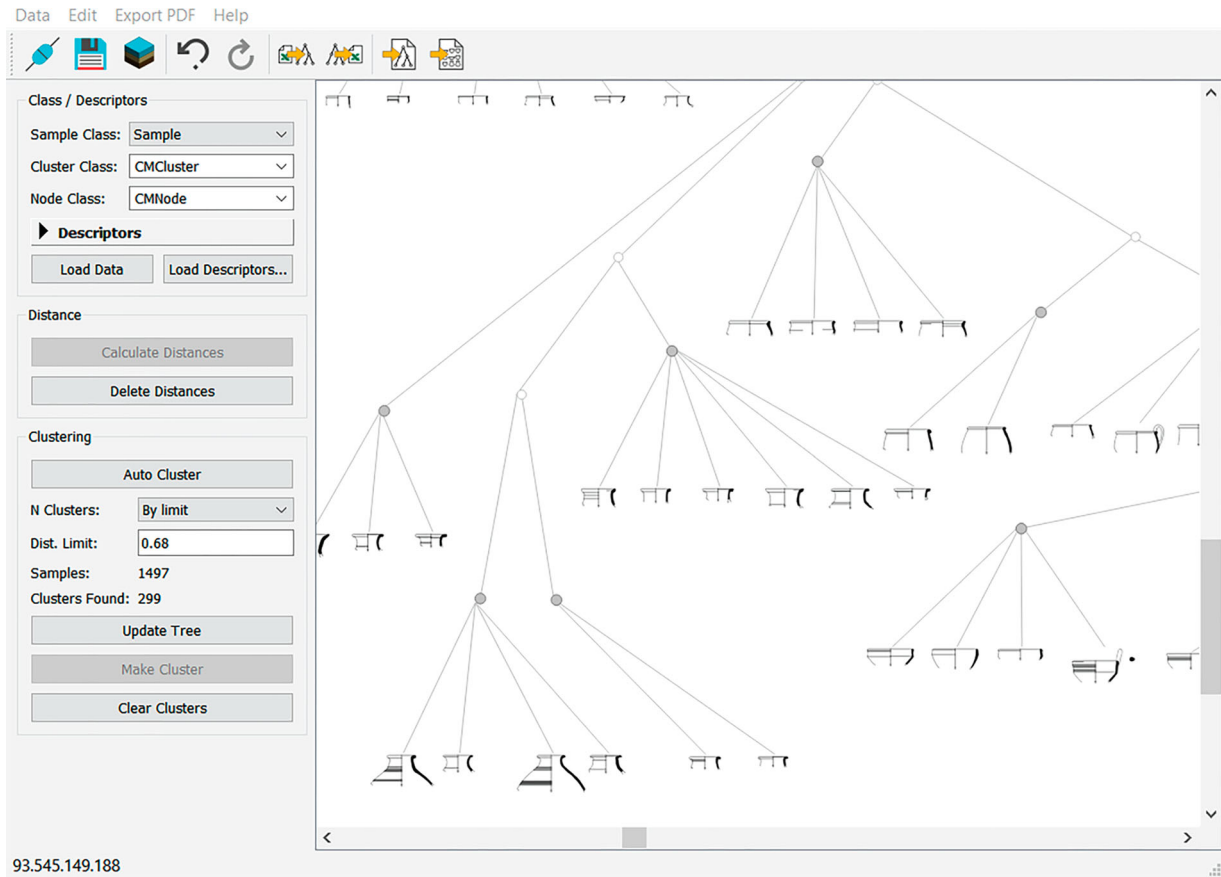 Data Edit Export PDF Help
Class / Descriptors
Sample Class: Sample
Cluster Class: CMCluster
Node Class: CMNode
Descriptors
Load Data Load Descriptors...
Distance
Calculate Distances
Delete Distances
Clustering
Auto Cluster
N Clusters: By limit
Dist. Limit: 0.68
Samples: 1497
Clusters Found: 299
Update Tree
Make Cluster
Clear Clusters
93.545.149.188